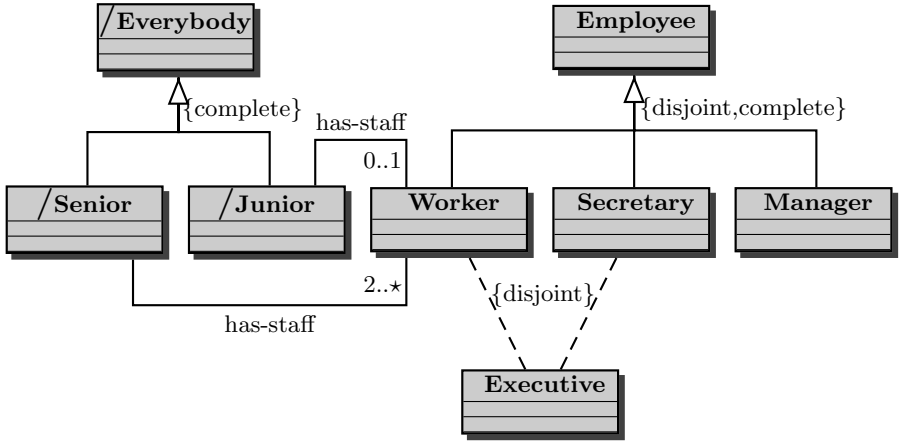 /Everybody
Employee
{complete}
{disjoint,complete}
has-staff
0..1
/Senior
/Junior
Worker
Secretary
Manager
2..⋆
{disjoint}
has-staff
Executive